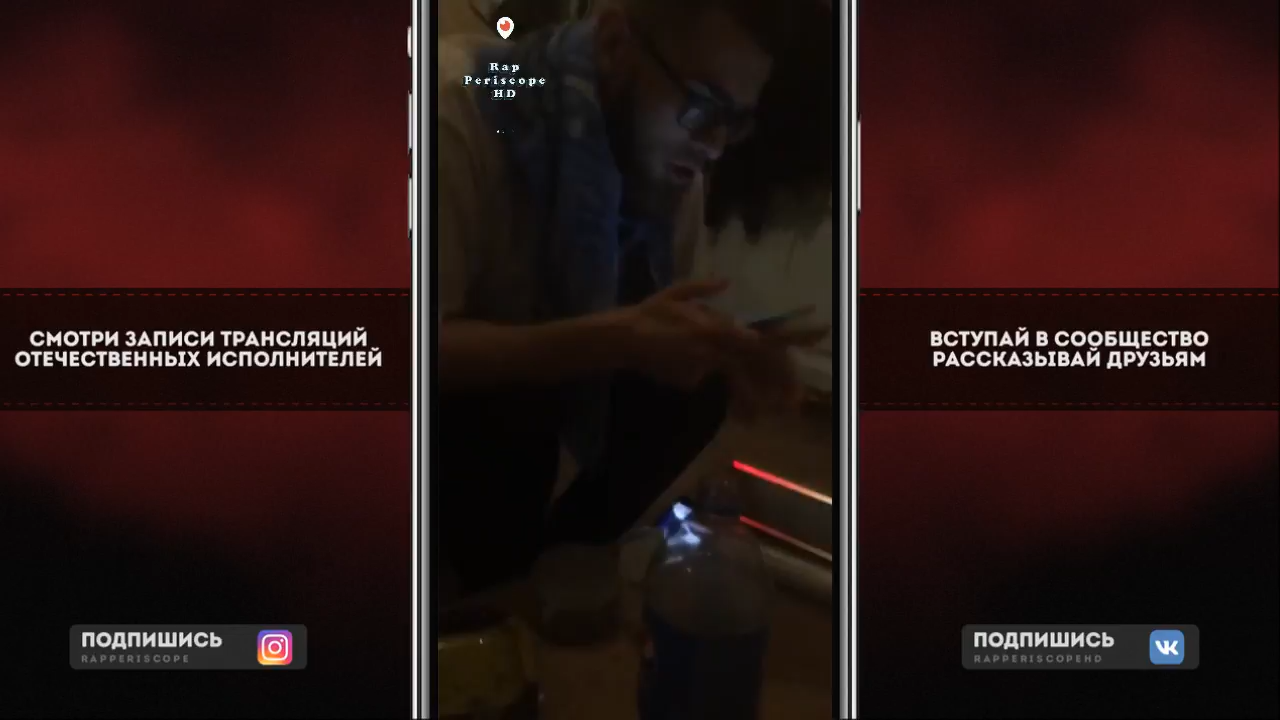 Rap
Periscope
HD
СМОТРИ ЗАПИСИ ТРАНСЛЯЦИЙ
ОТЕЧЕСТВЕННЫХ ИСПОЛНИТЕЛЕЙ
ВСТУПАЙ В СООБЩЕСТВО
РАССКАЗЫВАЙ ДРУЗЬЯМ
ПОДПИШИСЬ
RAPPERISCOPE
ПОДПИШИСЬ
RAPPERISCOPEHD